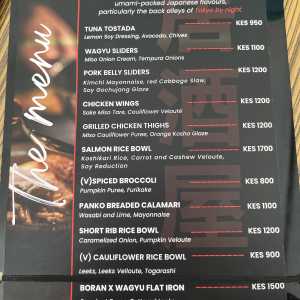 umami-packed Japanese flavours,
particularly the back alleys of Tokyo by night.
The menu
TUNA TOSTADA KES 950
Lemon Soy Dressing, Avocado, Chives
WAGYU SLIDERS KES 1100
Miso Onion Cream, Tempura Onions
PORK BELLY SLIDERS KES 1200
Kimchi Mayonnaise, red Cabbage Slaw,
Soy Gochujang Glaze
CHICKEN WINGS KES 1200
Sake Miso Tare, Cauliflower Velouté
GRILLED CHICKEN THIGHS KES 1200
Miso Cauliflower Puree, Orange Kosho Glaze
SALMON RICE BOWL KES 1700
Koshikari Rice, Carrot and Cashew Veloute,
Soy Reduction
(V)SPICED BROCCOLI KES 800
Pumpkin Puree, Furikake
PANKO BREADED CALAMARI KES 1100
Wasabi and Lime, Mayonnaise
SHORT RIB RICE BOWL KES 1200
Caramelized Onion, Pumpkin Veloute
(V) CAULIFLOWER RICE BOWL KES 900
Leeks, Leeks Velloute, Togarashi
BORAN X WAGYU FLAT IRON KES 1500